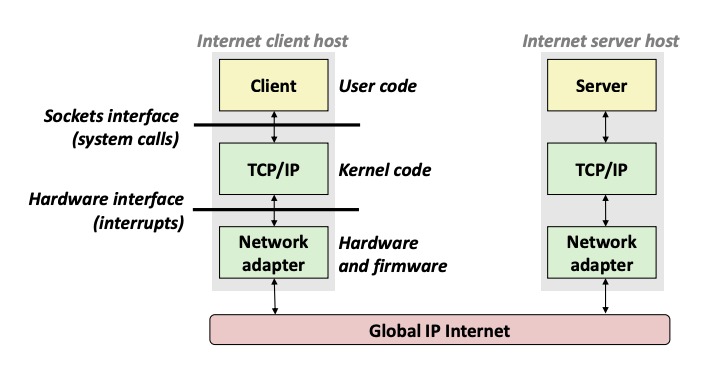 Internet client host
Internet server host
Client
User code
Server
Sockets interface
(system calls)
TCP/IP
Kernel code
TCP/IP
Hardware interface
(interrupts)
Network
adapter
Hardware
and firmware
Network
adapter
Global IP Internet